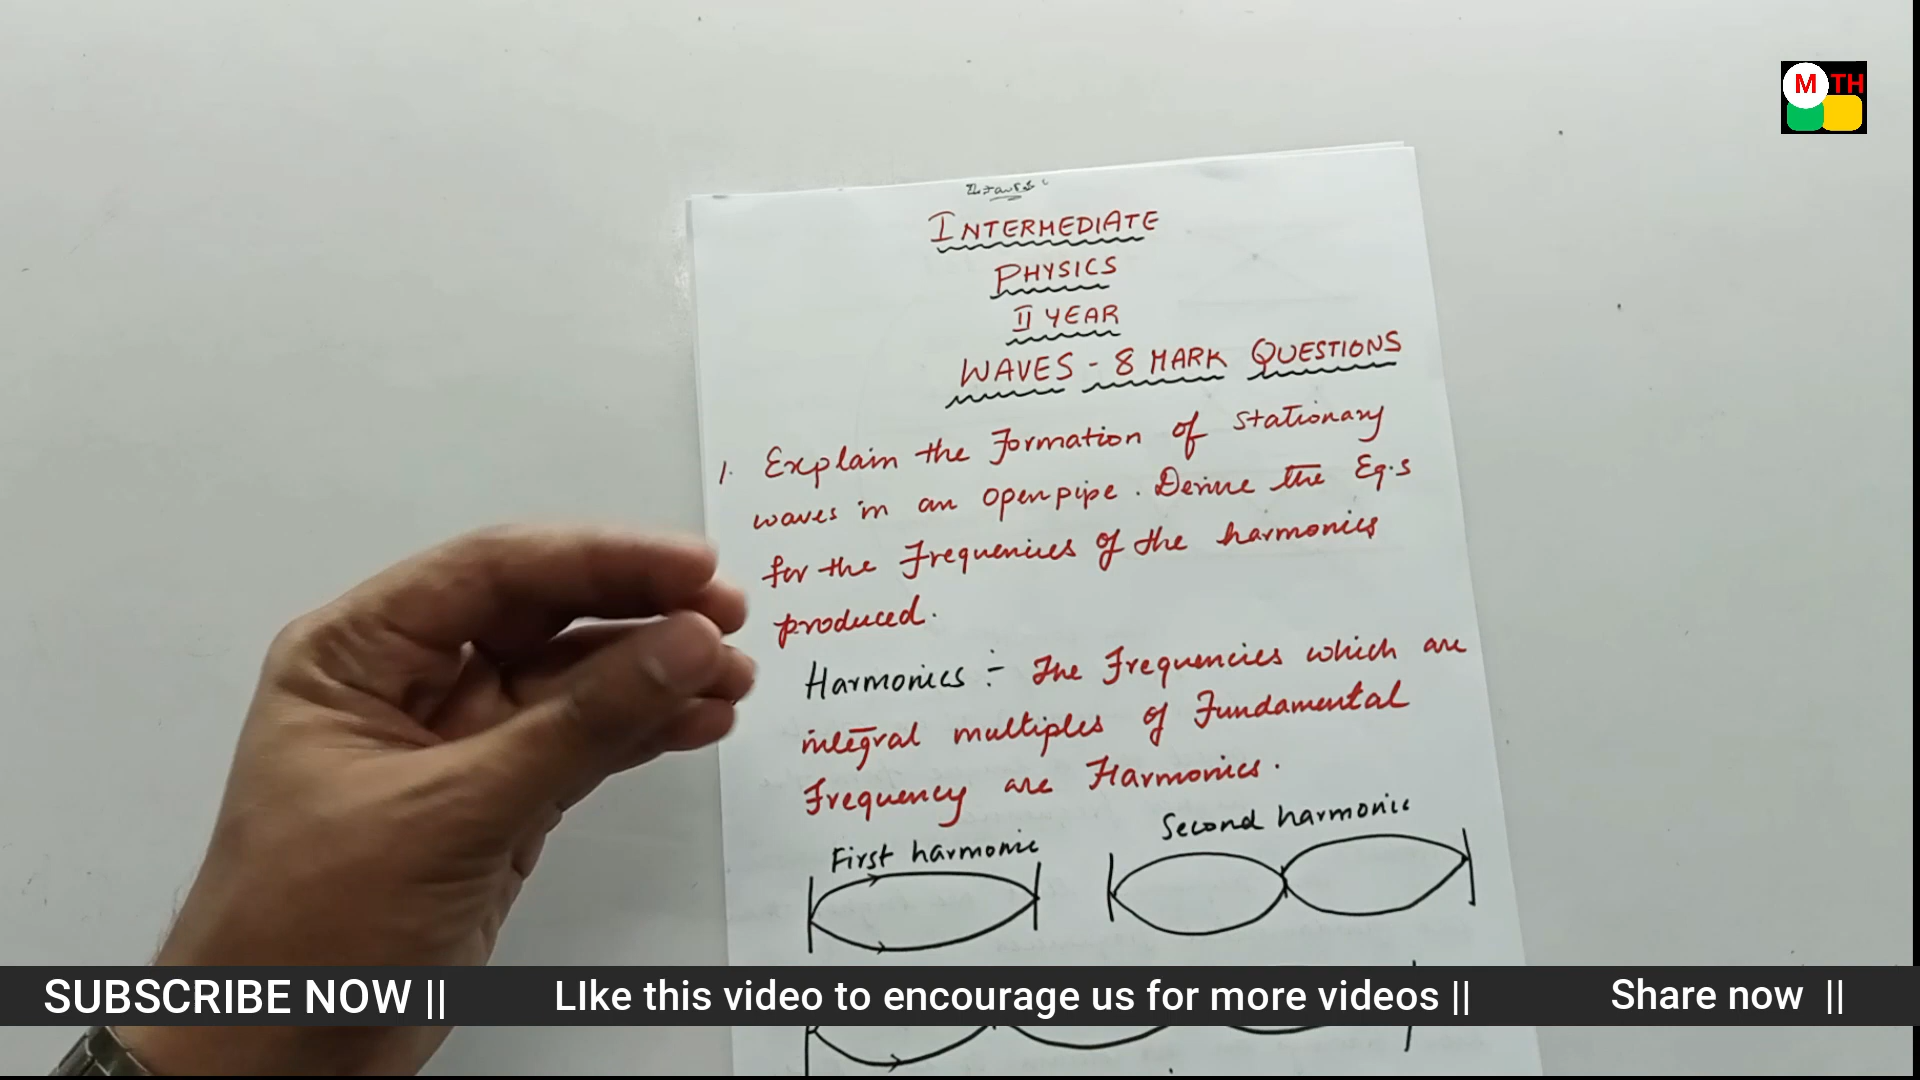 M TH
INTERMEDIATE
PHYSICS
II YEAR
WAVES - 8 MARK QUESTIONS
1. Explain the Formation of Stationary
waves in an open pipe. Derive the Eq.s
for the Frequencies of the harmonics
produced.
Harmonics :- The Frequencies which are
integral multiples of Fundamental
Frequency are Harmonics.
First harmonic Second harmonic
SUBSCRIBE NOW || LIke this video to encourage us for more videos || Share now ||